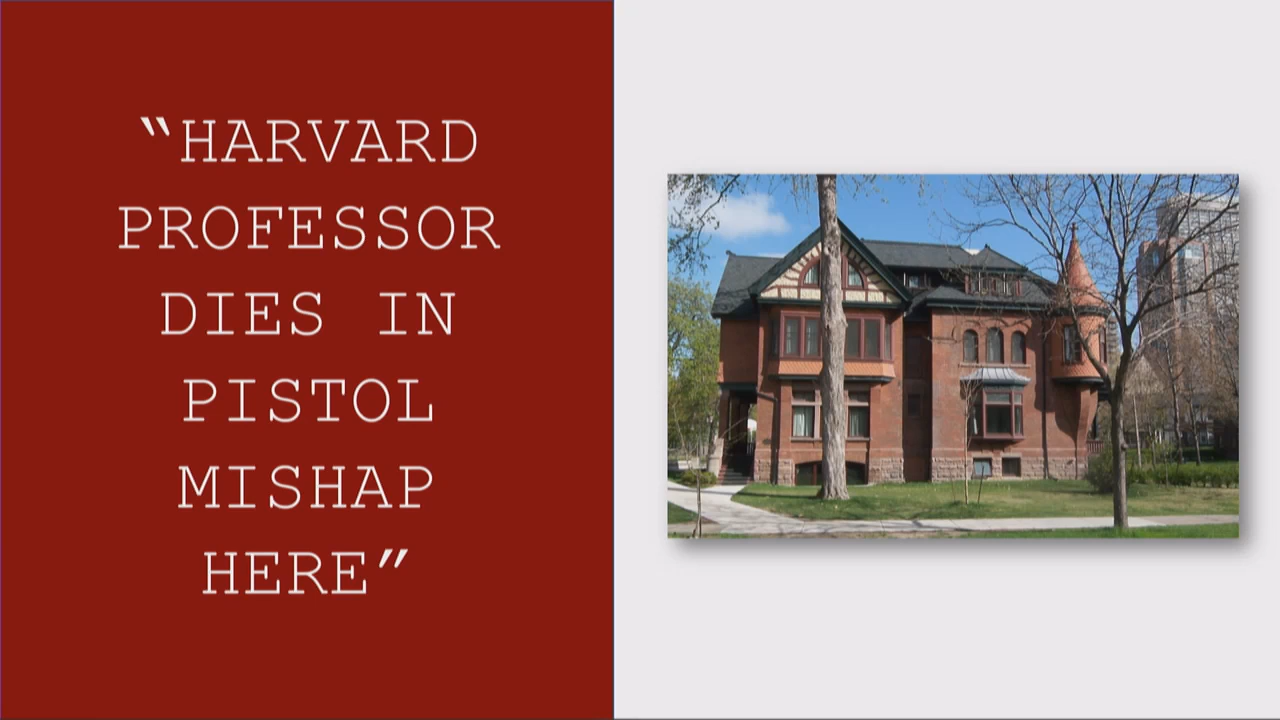 “HARVARD
PROFESSOR
DIES IN
PISTOL
MISHAP
HERE”